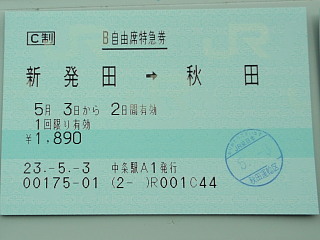 C割 B自由席特急券
新発田 → 秋田
5月 3日から 2日間有効
1回限り有効
¥1,890
23.-5.-3 中条駅A1発行
00175-01 (2- )R001C44